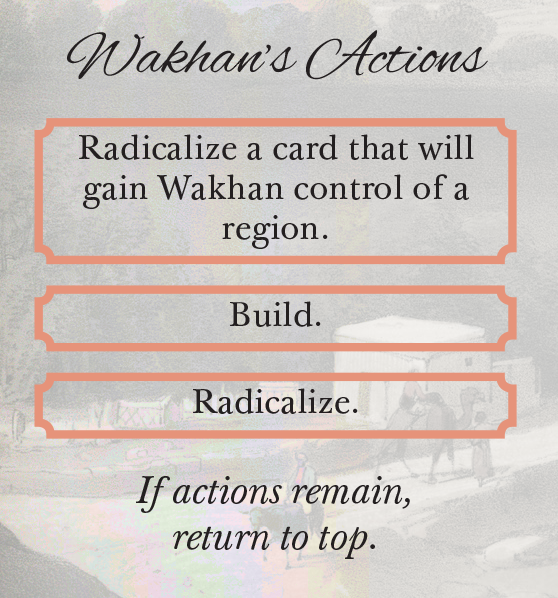 Wakhan's Actions
Radicalize a card that will
gain Wakhan control of a
region.
Build.
Radicalize.
If actions remain,
return to top.